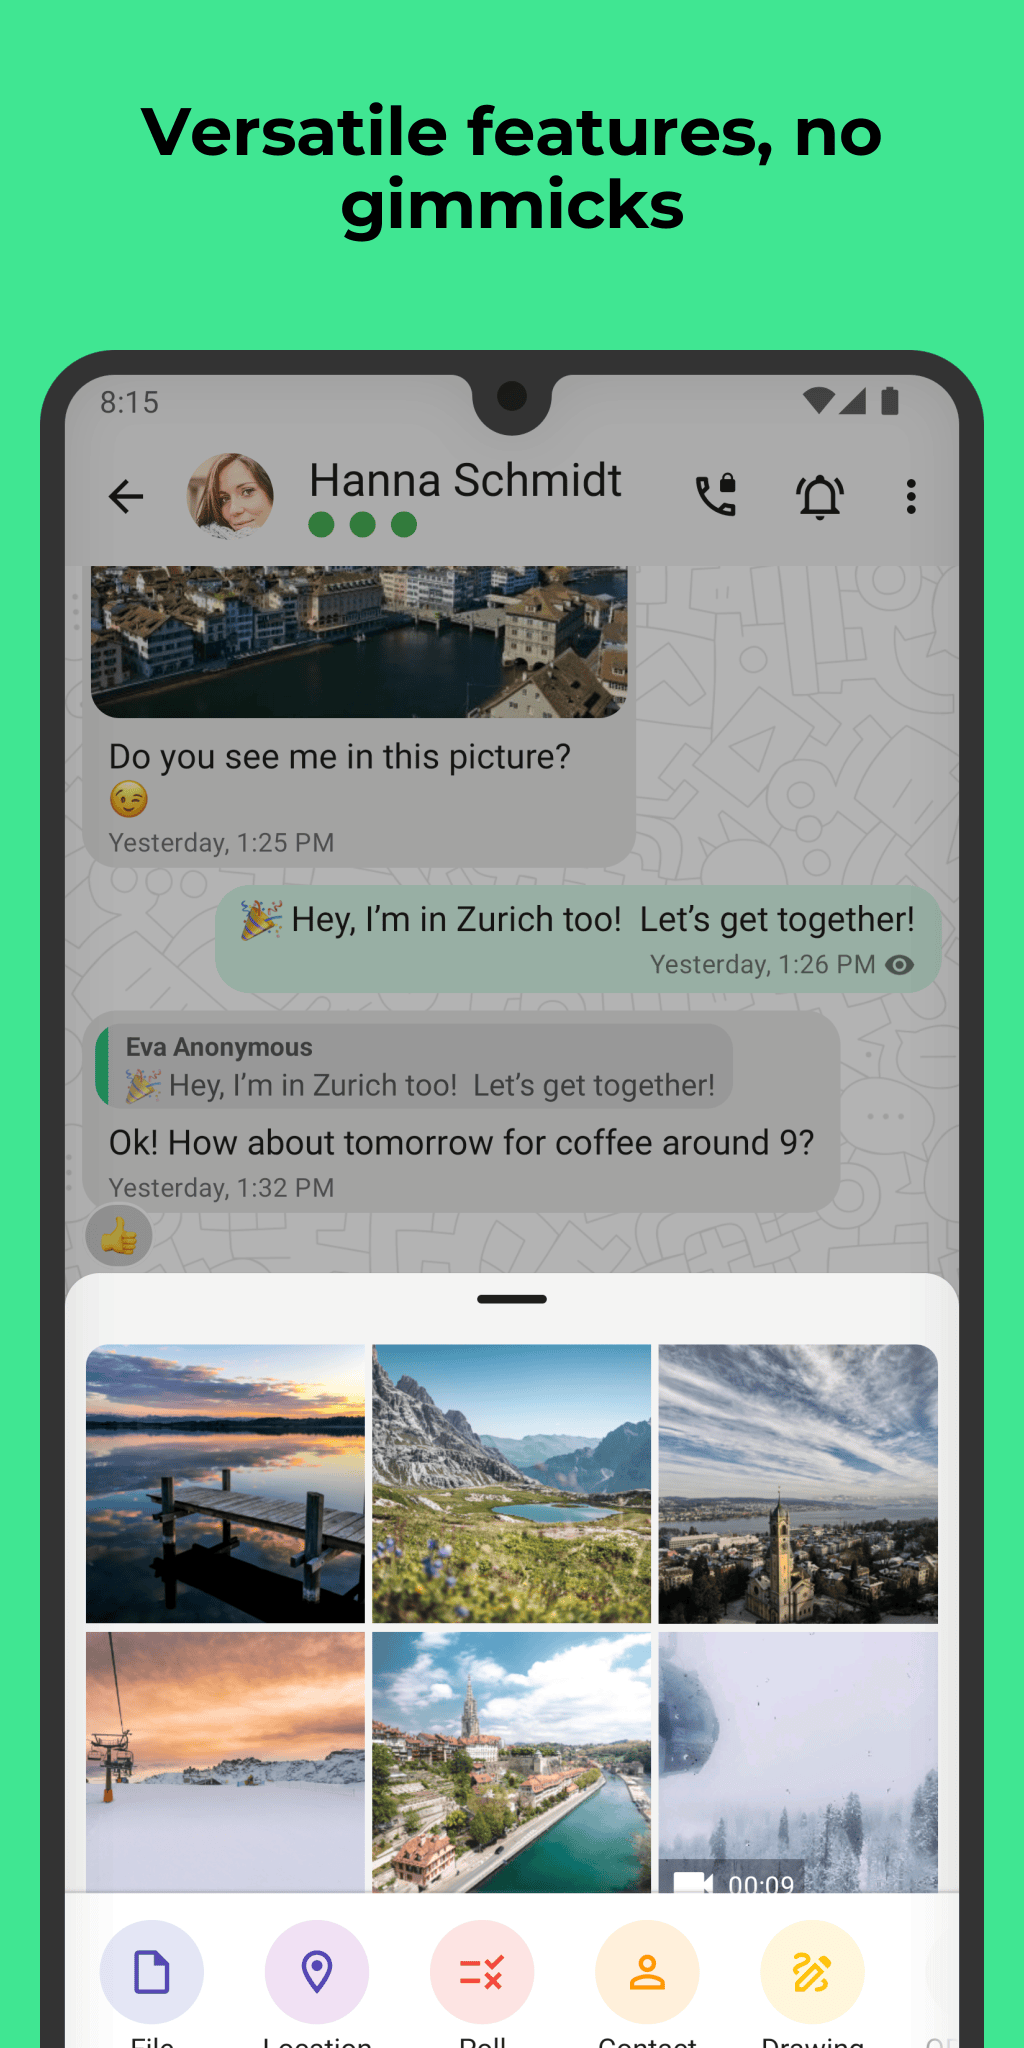 Versatile features, no
gimmicks
8:15
Hanna Schmidt
Do you see me in this picture?
😉
Yesterday, 1:25 PM
🎉 Hey, I’m in Zurich too! Let’s get together!
Yesterday, 1:26 PM
Eva Anonymous
🎉 Hey, I’m in Zurich too! Let’s get together!
Ok! How about tomorrow for coffee around 9?
Yesterday, 1:32 PM
👍
00:09
File Location Poll Contact Drawing